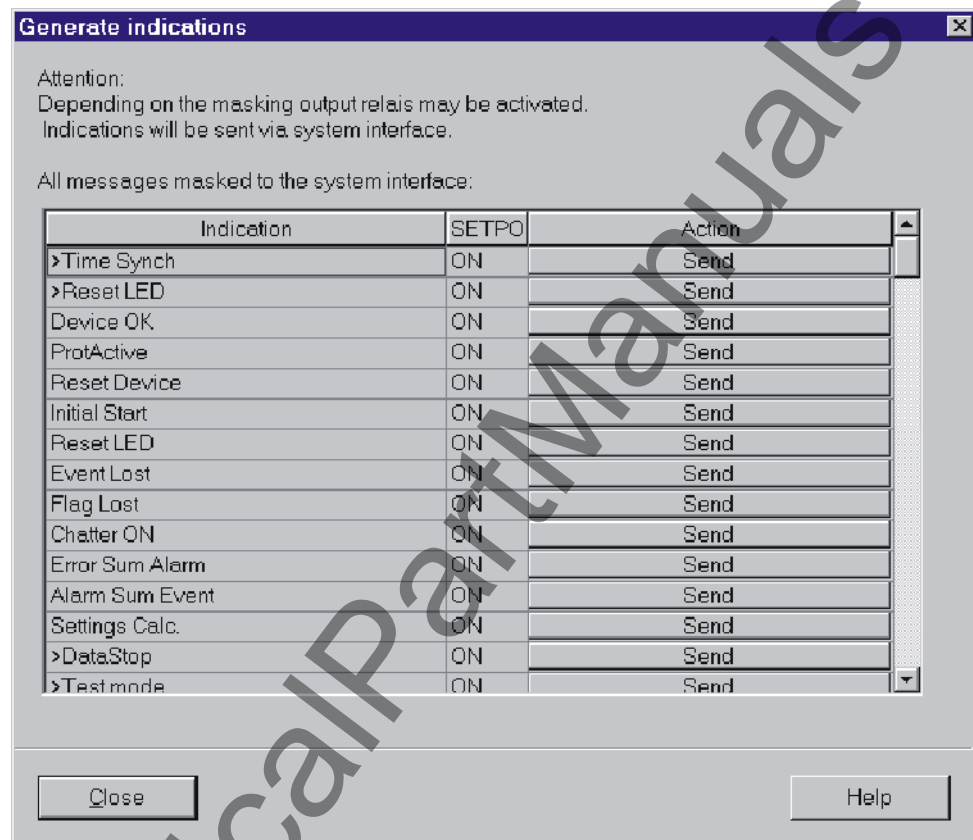 Generate indications
Attention:
Depending on the masking output relais may be activated.
Indications will be sent via system interface.
All messages masked to the system interface:
Indication SETPO Action
>Time Synch ON Send
>Reset LED ON Send
Device OK ON Send
ProtActive ON Send
Reset Device ON Send
Initial Start ON Send
Reset LED ON Send
Event Lost ON Send
Flag Lost ON Send
Chatter ON ON Send
Error Sum Alarm ON Send
Alarm Sum Event ON Send
Settings Calc. ON Send
>DataStop ON Send
>Test mode ON Send
Close Help
calPartManuals